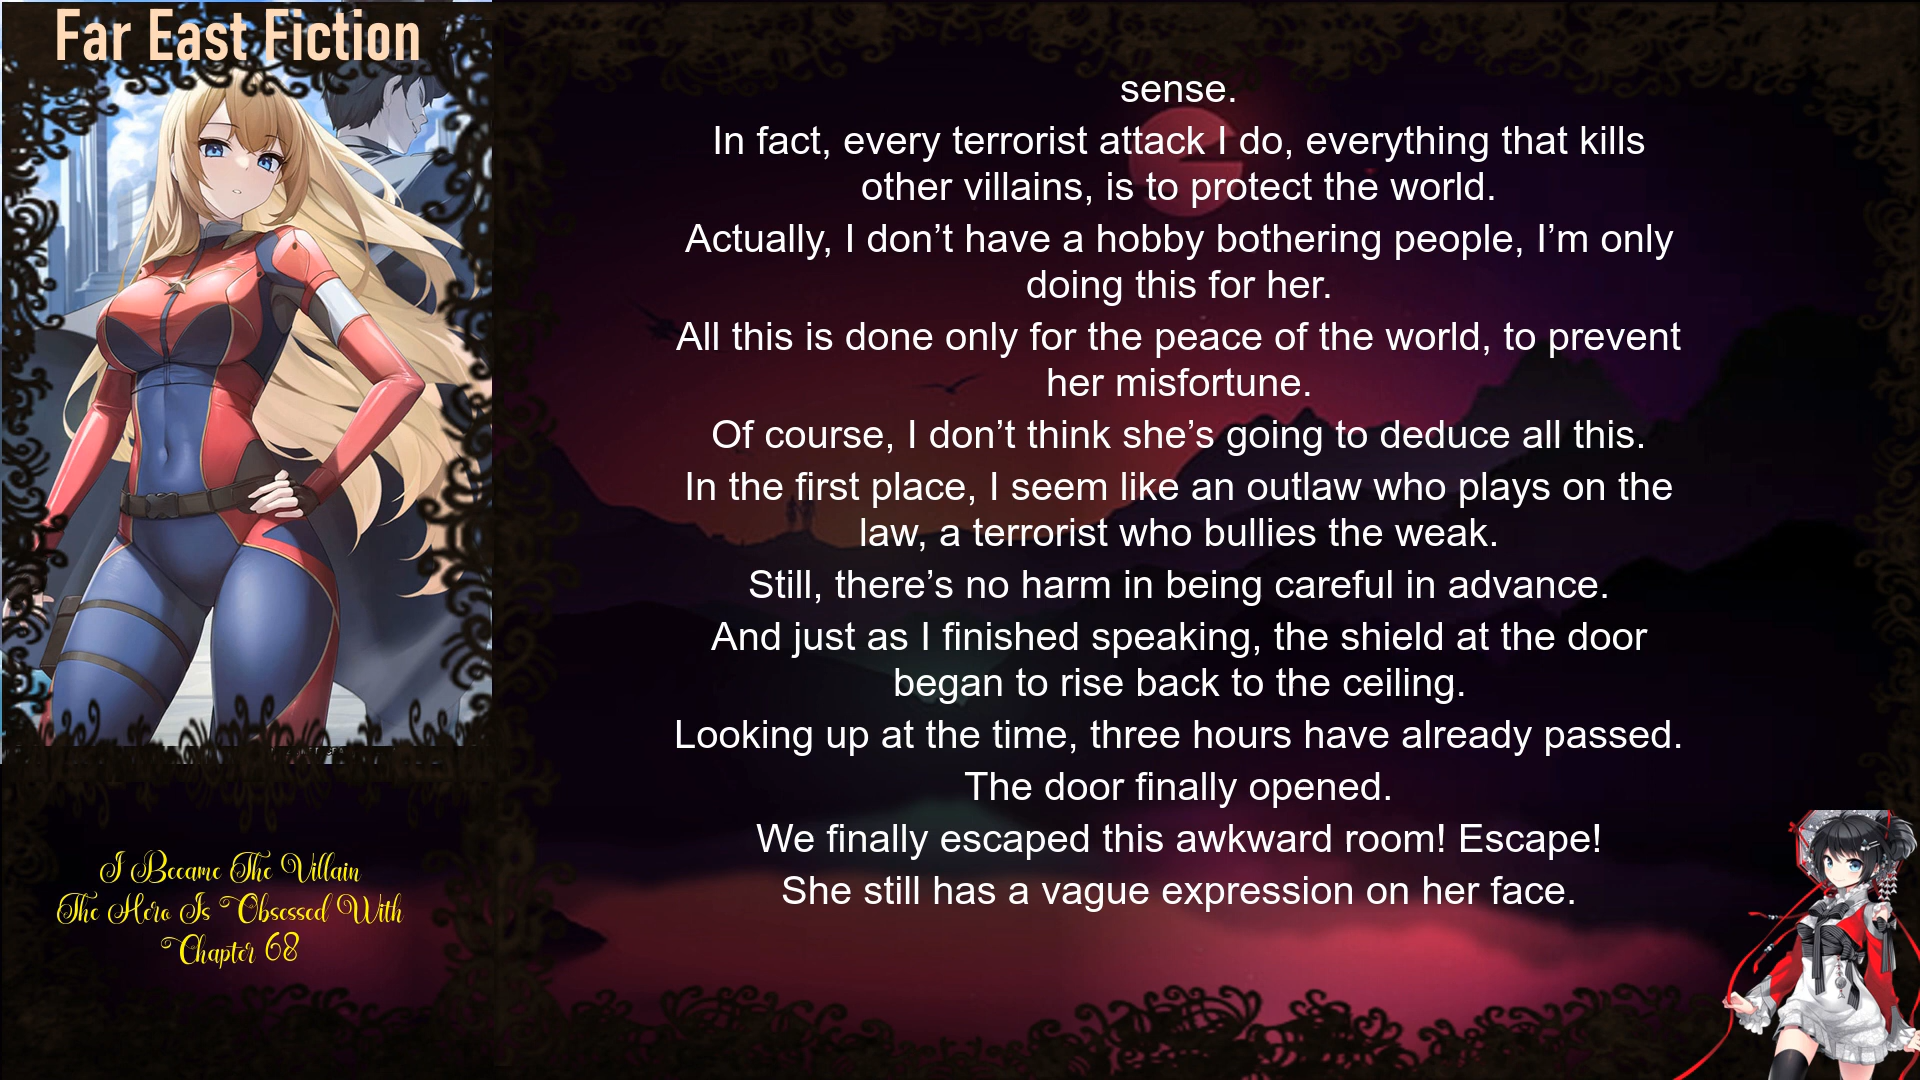 Far East Fiction
sense.
In fact, every terrorist attack I do, everything that kills
other villains, is to protect the world.
Actually, I don’t have a hobby bothering people, I’m only
doing this for her.
All this is done only for the peace of the world, to prevent
her misfortune.
Of course, I don’t think she’s going to deduce all this.
In the first place, I seem like an outlaw who plays on the
law, a terrorist who bullies the weak.
Still, there’s no harm in being careful in advance.
And just as I finished speaking, the shield at the door
began to rise back to the ceiling.
Looking up at the time, three hours have already passed.
The door finally opened.
We finally escaped this awkward room! Escape!
She still has a vague expression on her face.
I Became The Villain
The Hero Is Obsessed With
Chapter 68